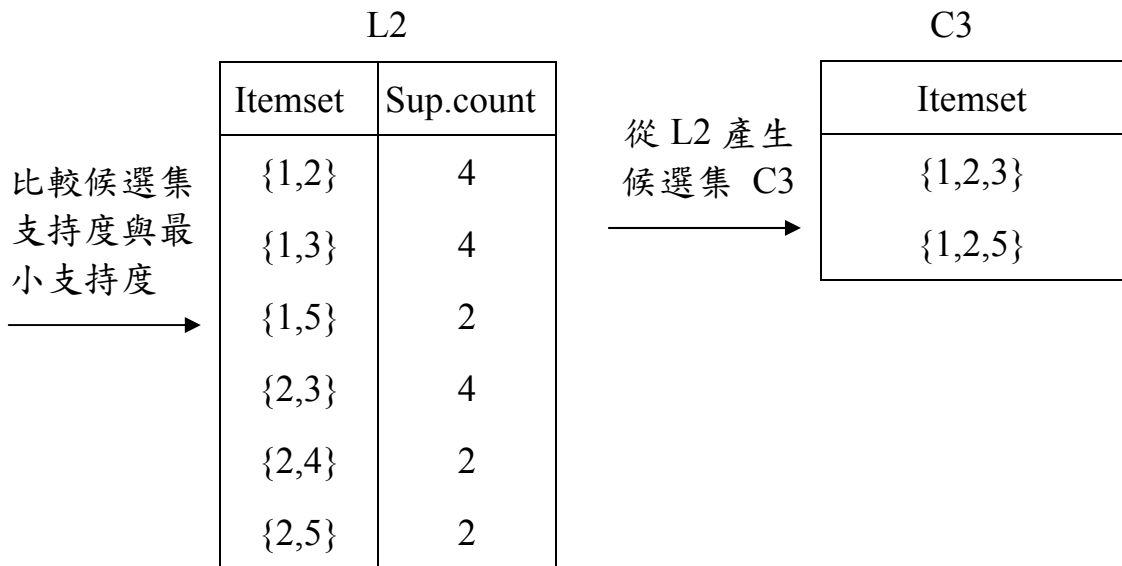 L2
C3
Itemset Sup.count
Itemset
比較候選集
支持度與最
小支持度
從 L2 產生
候選集 C3
{1,2} 4
{1,3} 4
{1,5} 2
{2,3} 4
{2,4} 2
{2,5} 2
{1,2,3}
{1,2,5}